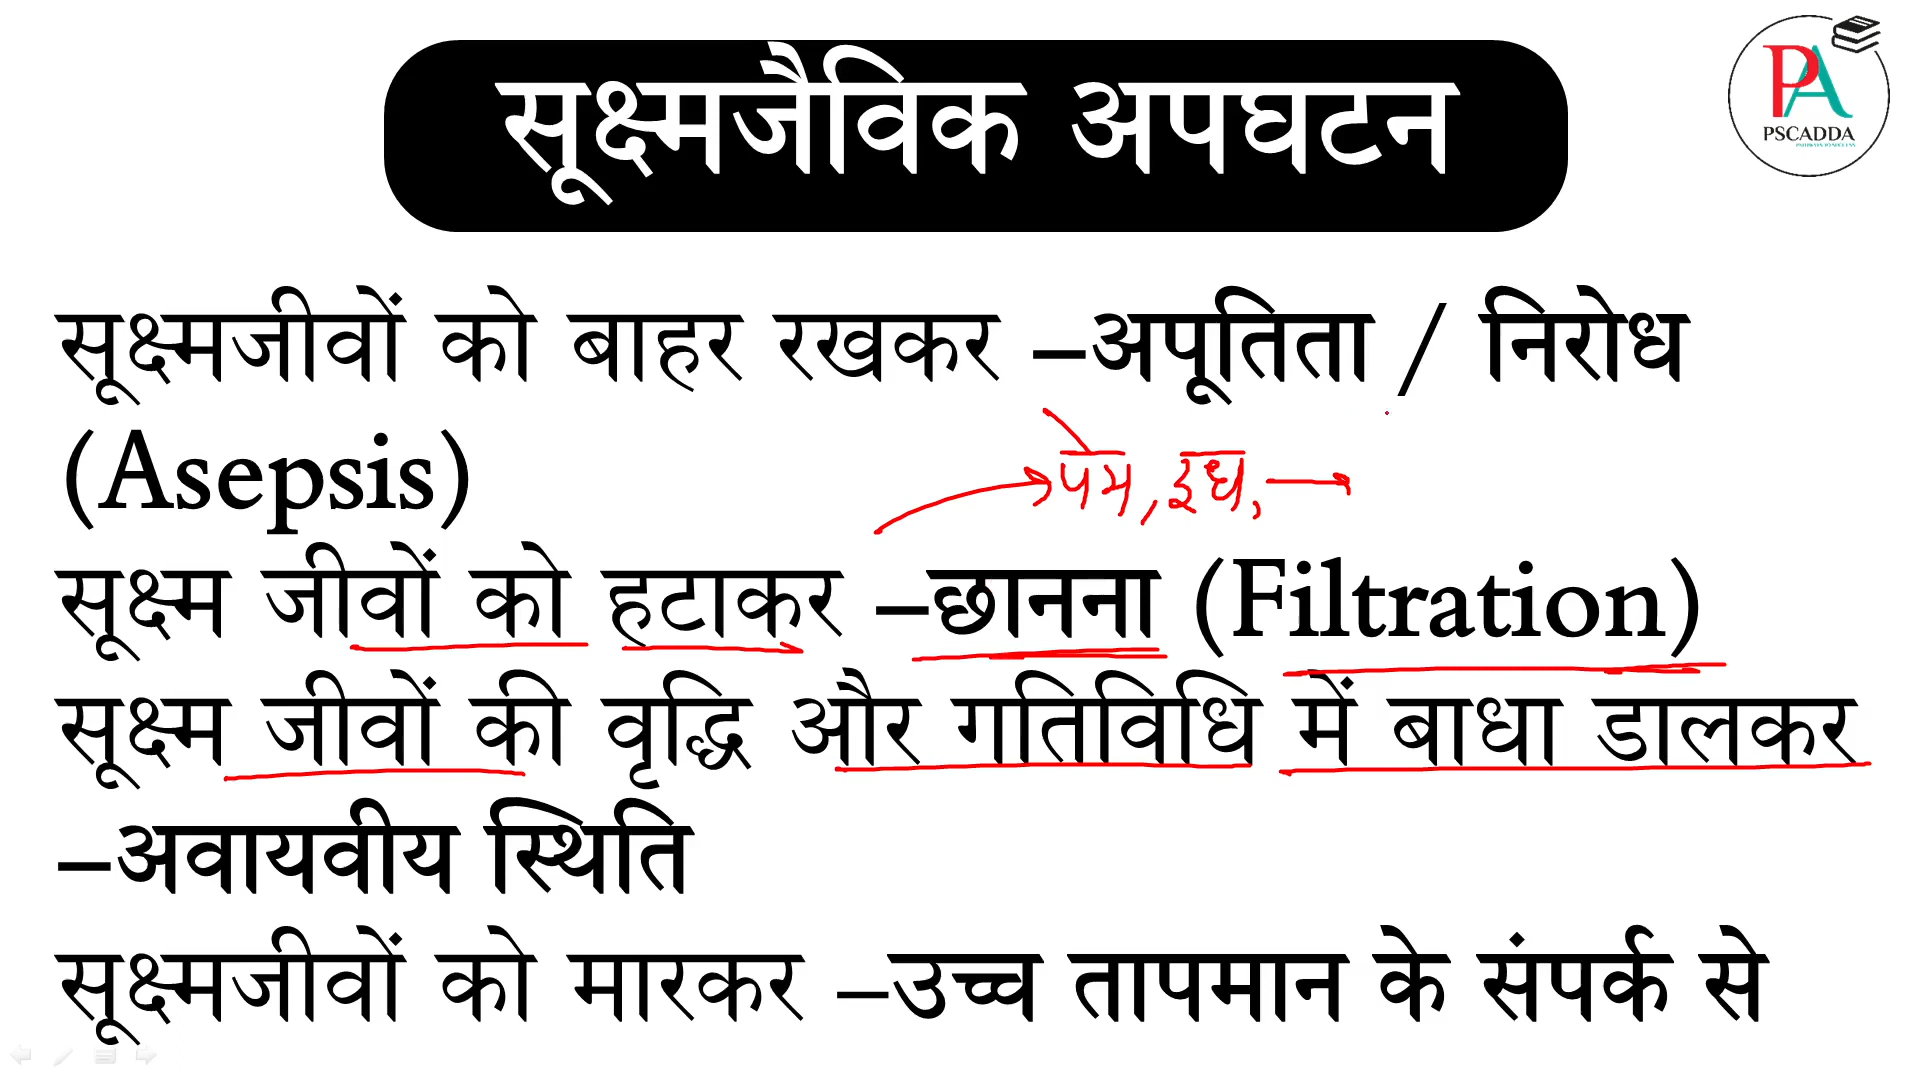 सूक्ष्मजैविक अपघटन
PA
PSCADDA
सूक्ष्मजीवों को बाहर रखकर –अपूतिता / निरोध
(Asepsis)
सूक्ष्म जीवों को हटाकर –छानना (Filtration)
सूक्ष्म जीवों की वृद्धि और गतिविधि में बाधा डालकर
–अवायवीय स्थिति
सूक्ष्मजीवों को मारकर –उच्च तापमान के संपर्क से